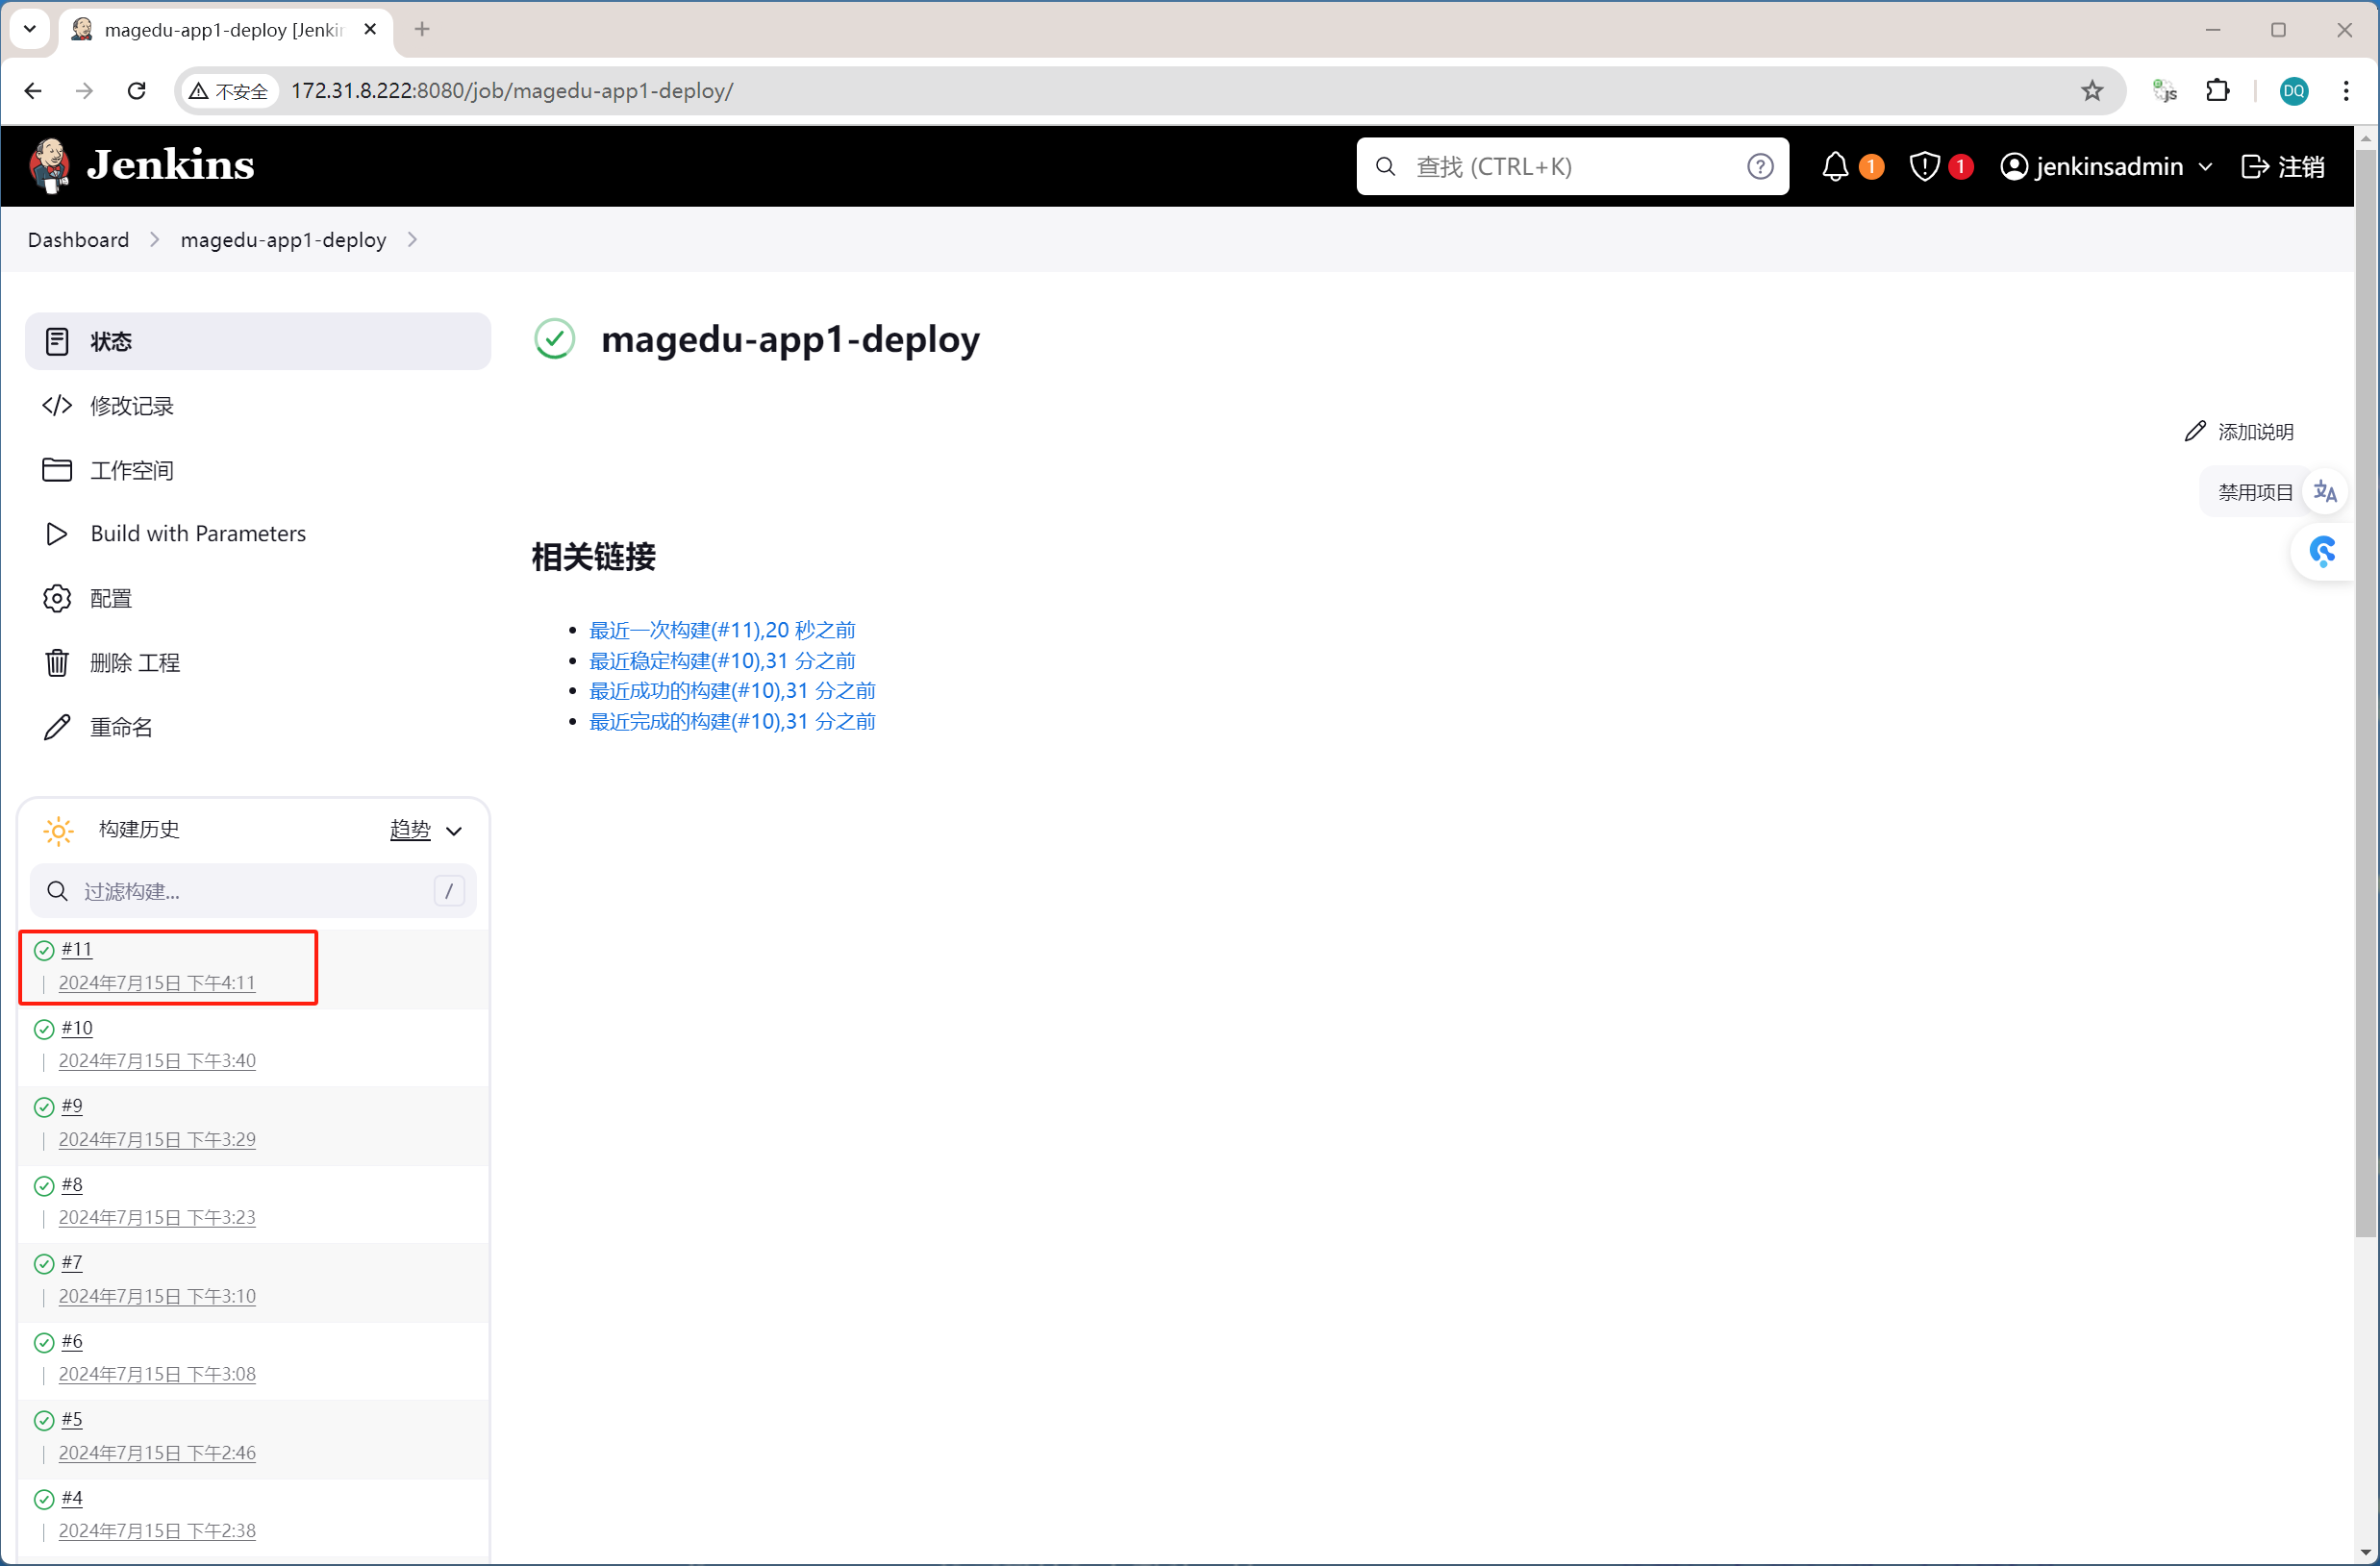 magedu-app1-deploy [Jenkin
不安全
172.31.8.222:8080/job/magedu-app1-deploy/
JS
DQ
Jenkins
查找 (CTRL+K)
1
1
jenkinsadmin
注销
Dashboard
magedu-app1-deploy
状态
修改记录
工作空间
Build with Parameters
配置
删除 工程
重命名
magedu-app1-deploy
添加说明
禁用项目
相关链接
最近一次构建(#11),20 秒之前
最近稳定构建(#10),31 分之前
最近成功的构建(#10),31 分之前
最近完成的构建(#10),31 分之前
构建历史
趋势
过滤构建...
/
#11
2024年7月15日 下午4:11
#10
2024年7月15日 下午3:40
#9
2024年7月15日 下午3:29
#8
2024年7月15日 下午3:23
#7
2024年7月15日 下午3:10
#6
2024年7月15日 下午3:08
#5
2024年7月15日 下午2:46
#4
2024年7月15日 下午2:38